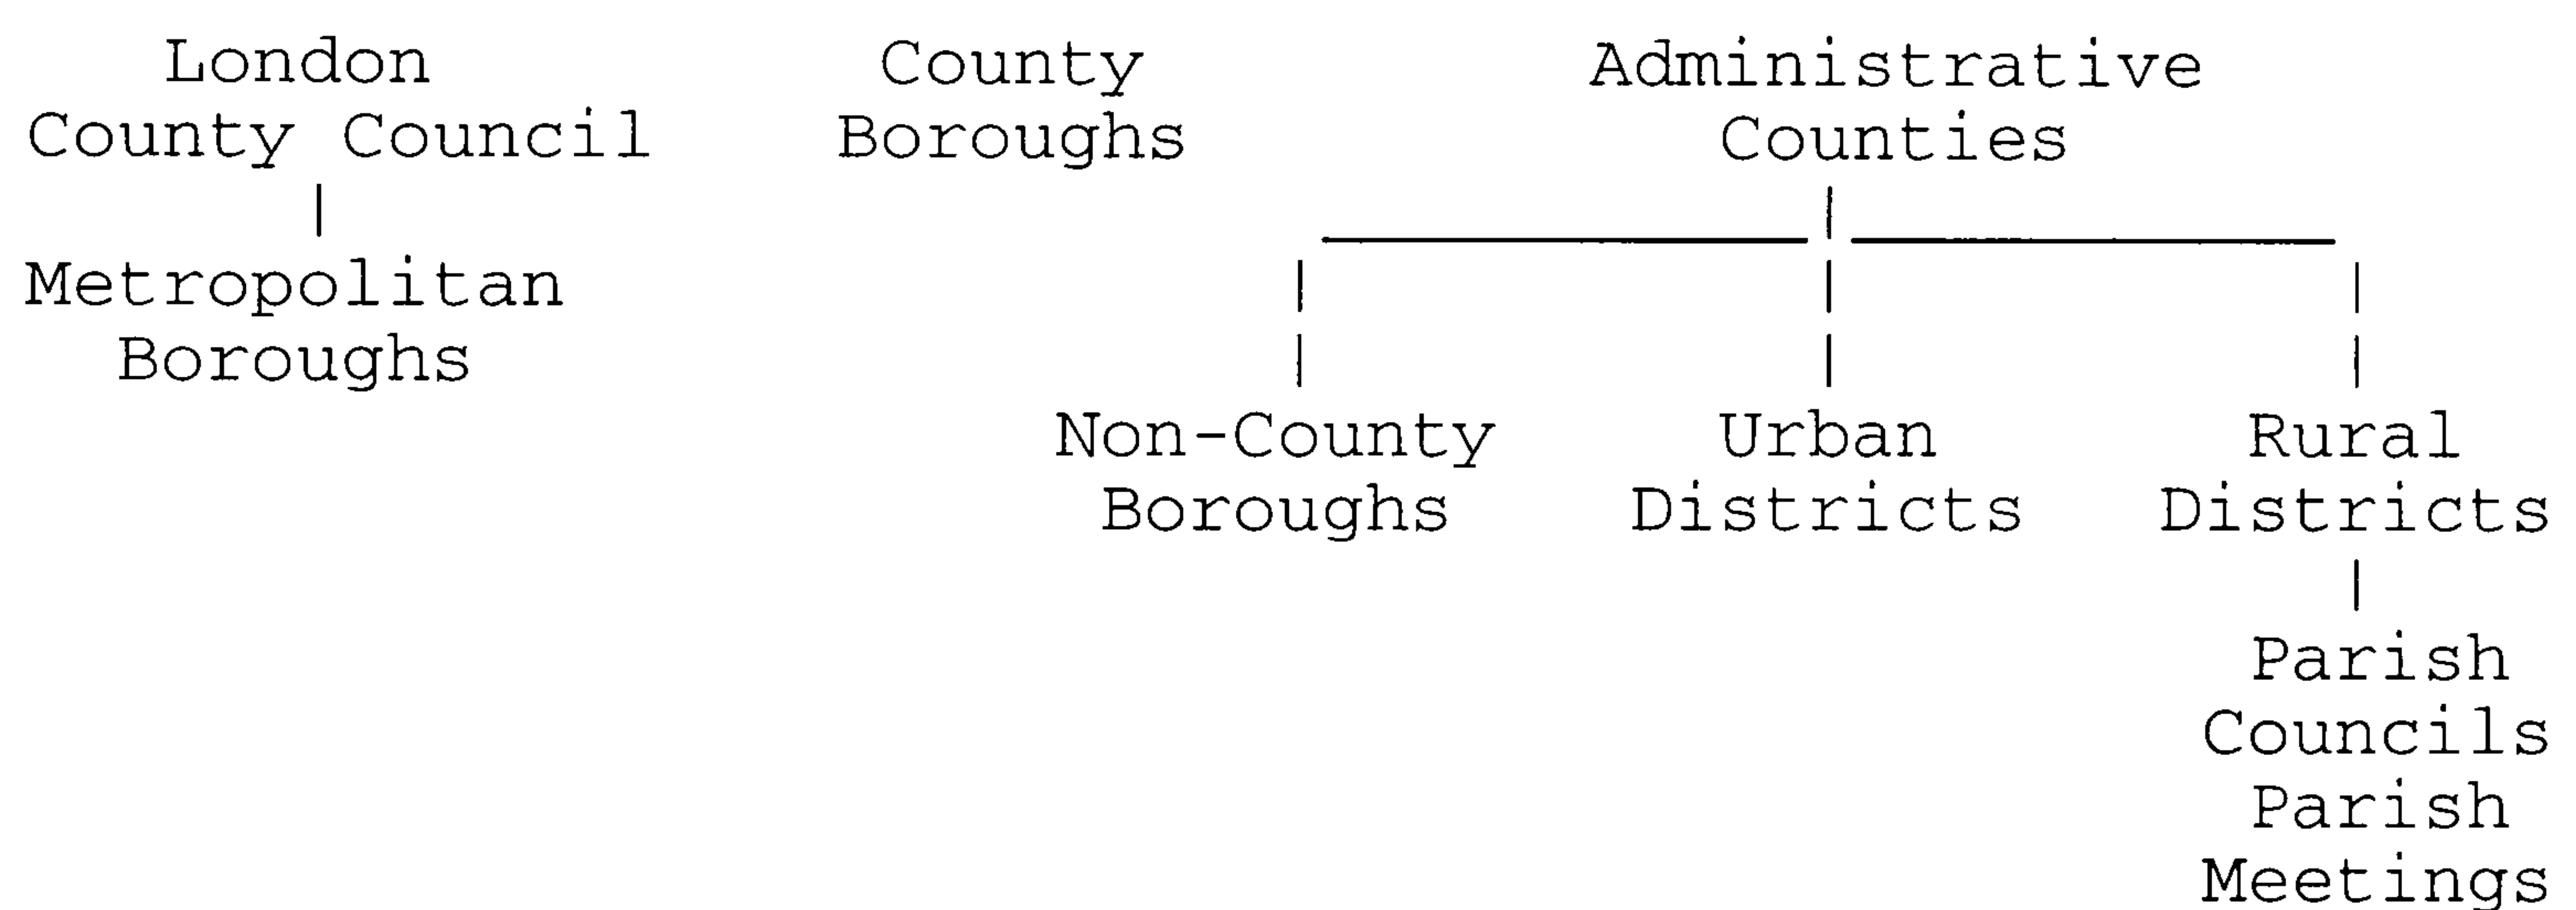 London
County Council
Metropolitan
Boroughs
County
Boroughs
Administrative
Counties
Non-County
Boroughs
Urban
Districts
Rural
Districts
Parish
Councils
Parish
Meetings